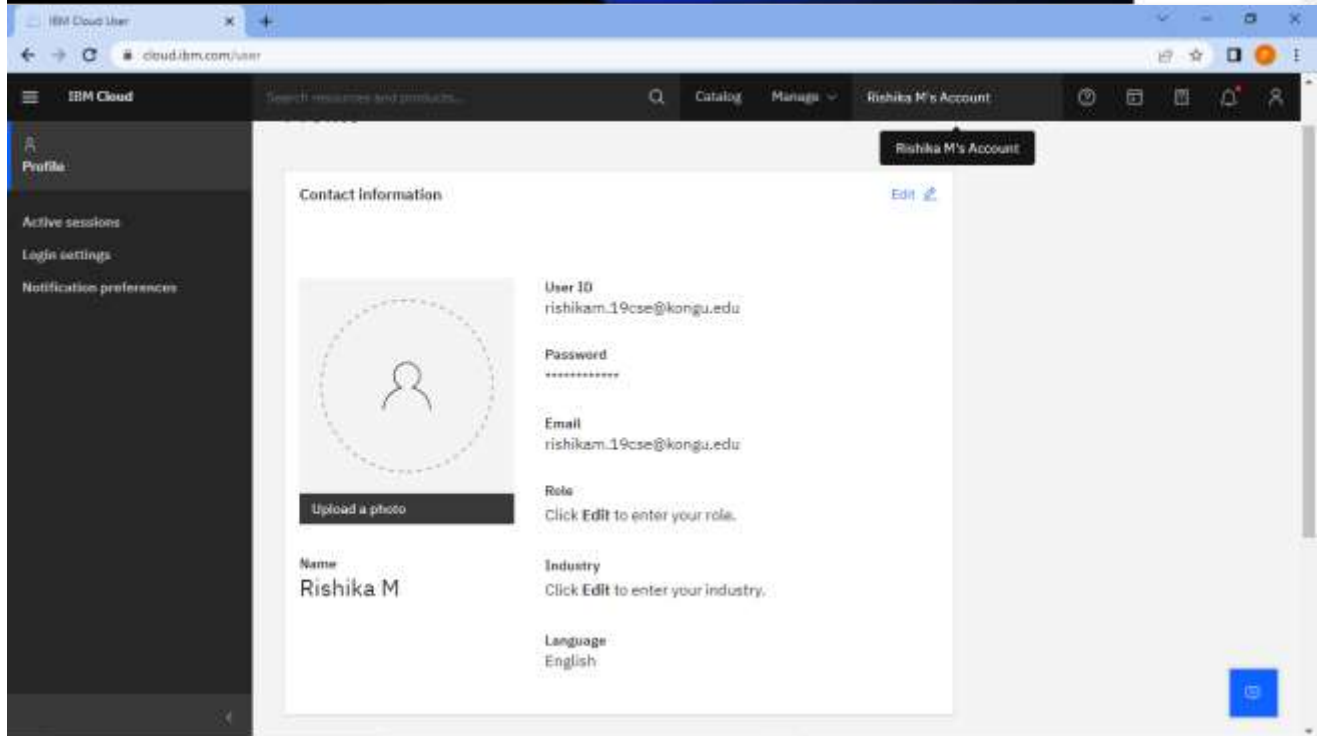 IBM Cloud User
cloud.ibm.com/user
IBM Cloud
Search resources and products...
Catalog
Manage
Rishika M's Account
Rishika M's Account
Profile
Active sessions
Login settings
Notification preferences
Contact information
Edit
User ID
rishikam.19cse@kongu.edu
Password
************
Email
rishikam.19cse@kongu.edu
Role
Click Edit to enter your role.
Upload a photo
Name
Rishika M
Industry
Click Edit to enter your industry.
Language
English